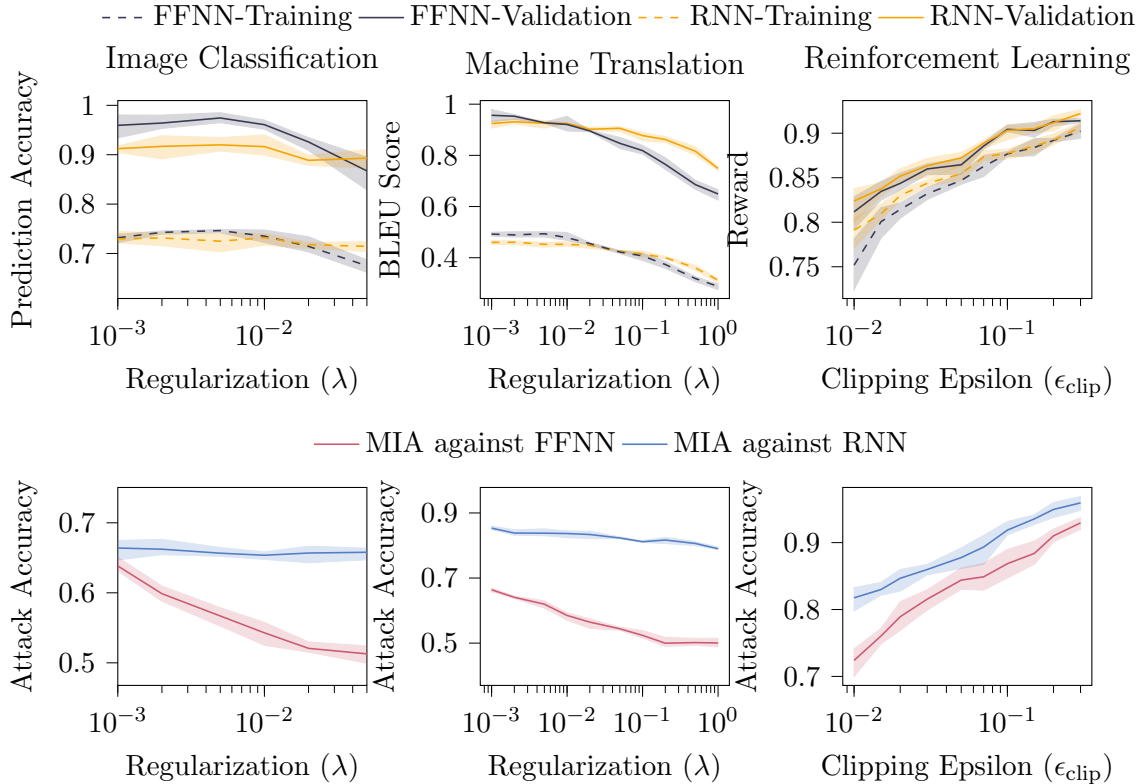 FFNN-Training FFNN-Validation RNN-Training RNN-Validation
Image Classification Machine Translation Reinforcement Learning
Prediction Accuracy
1
0.9
0.8
0.7
10⁻³ 10⁻²
Regularization (λ)
BLEU Score
1
0.8
0.6
0.4
10⁻³ 10⁻² 10⁻¹ 10⁰
Regularization (λ)
Reward
0.9
0.85
0.8
0.75
10⁻² 10⁻¹
Clipping Epsilon (ϵ_clip)
MIA against FFNN MIA against RNN
Attack Accuracy
0.7
0.6
0.5
10⁻³ 10⁻²
Regularization (λ)
Attack Accuracy
0.9
0.7
0.5
10⁻³ 10⁻² 10⁻¹ 10⁰
Regularization (λ)
Attack Accuracy
0.9
0.8
0.7
10⁻² 10⁻¹
Clipping Epsilon (ϵ_clip)